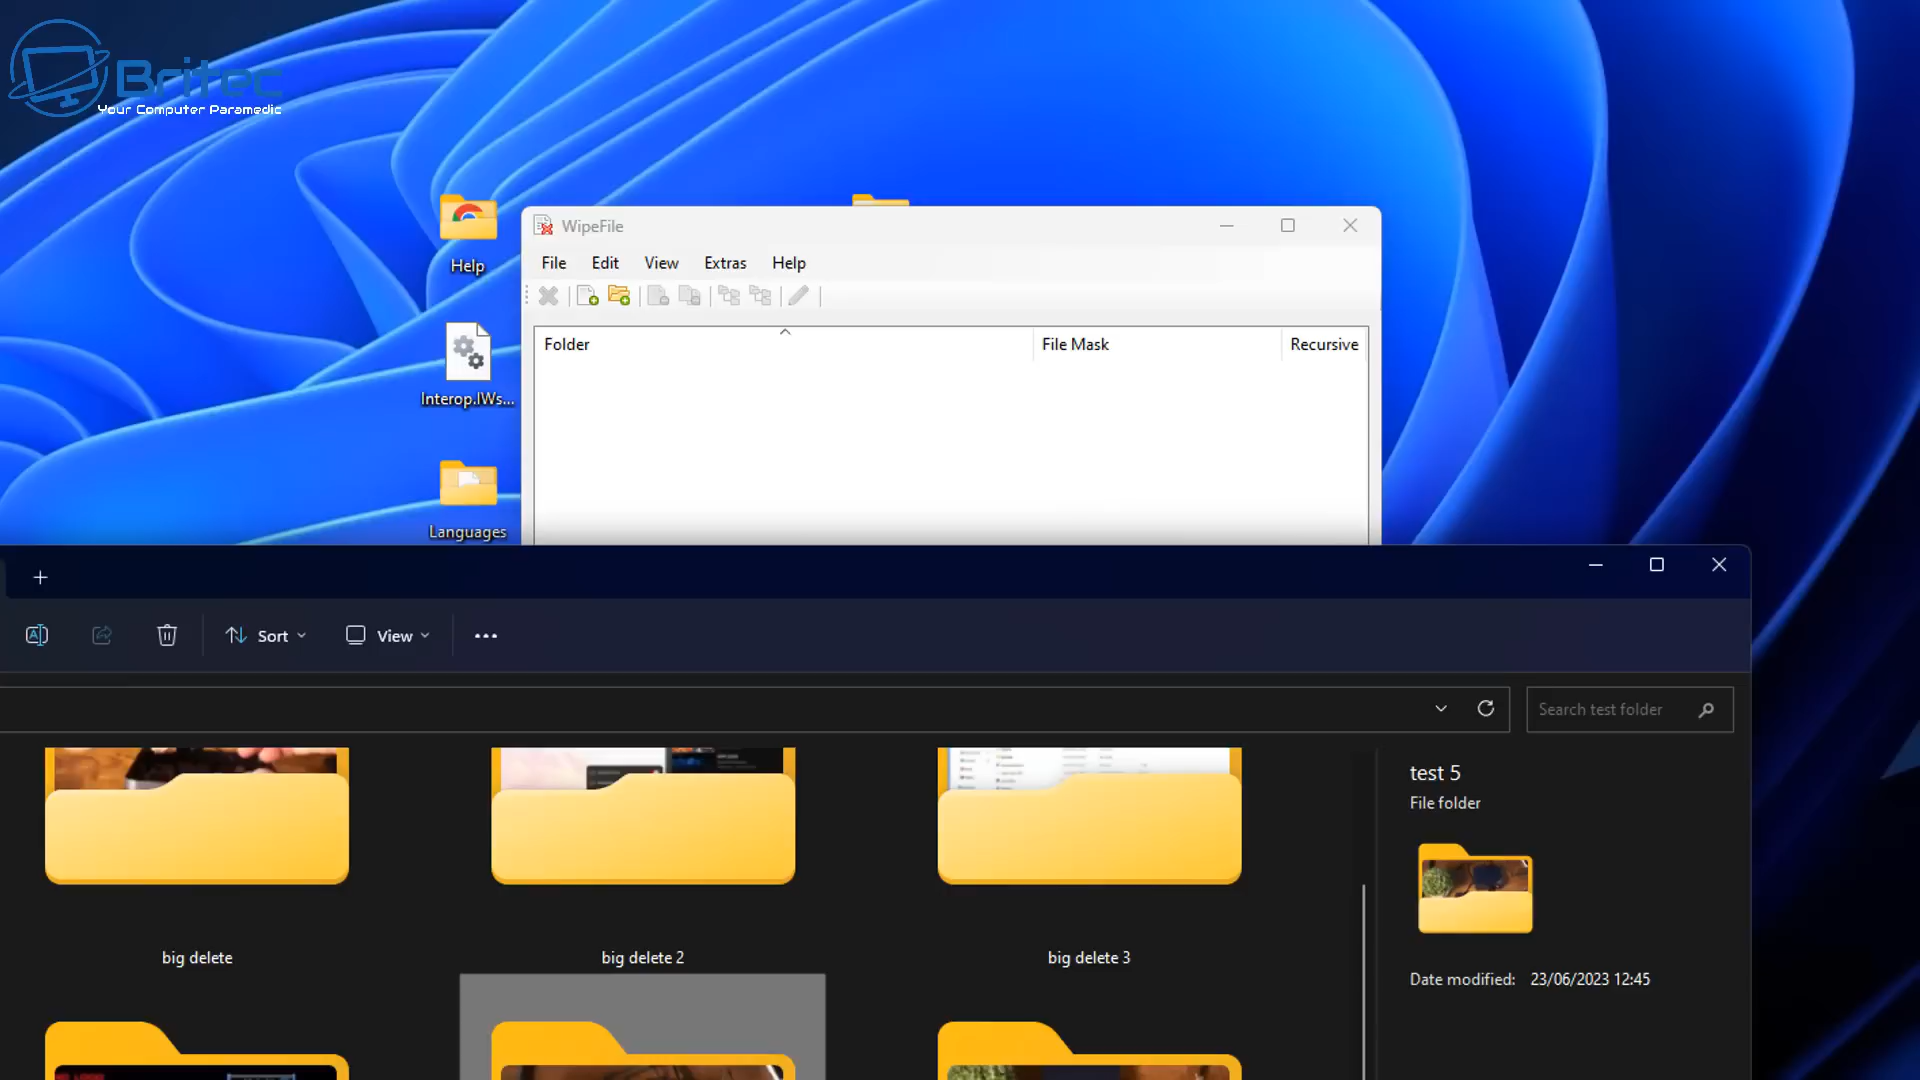 Britec
Your Computer Paramedic
Help
Interop.IWs...
Languages
WipeFile
File Edit View Extras Help
Folder File Mask Recursive
Sort View
Search test folder
big delete
big delete 2
big delete 3
test 5
File folder
Date modified: 23/06/2023 12:45